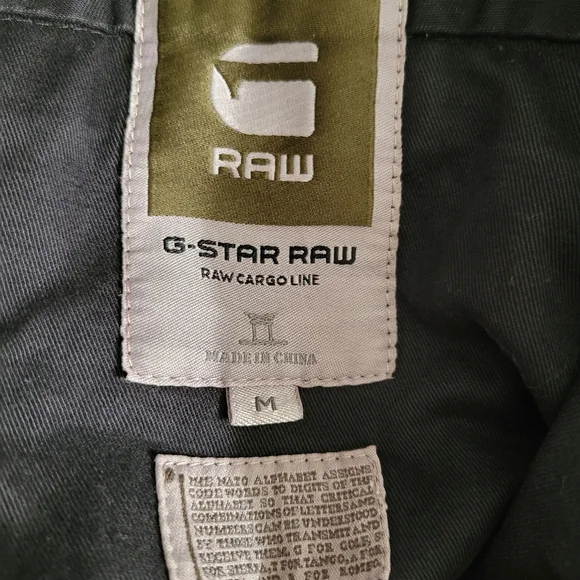 G
RAW
G-STAR RAW
RAW CARGO LINE
MADE IN CHINA
M
THE NATO ALPHABET ASSIGNS
CODE WORDS TO DIGITS OF THE
ALPHABET SO THAT CRITICAL
COMBINATIONS OF LETTERS AND
NUMBERS CAN BE UNDERSTOOD
BY THOSE WHO TRANSMIT AND
RECEIVE THEM. G FOR GOLF, S
FOR SIERRA, T FOR TANGO, A FOR
FOR ROMEO,